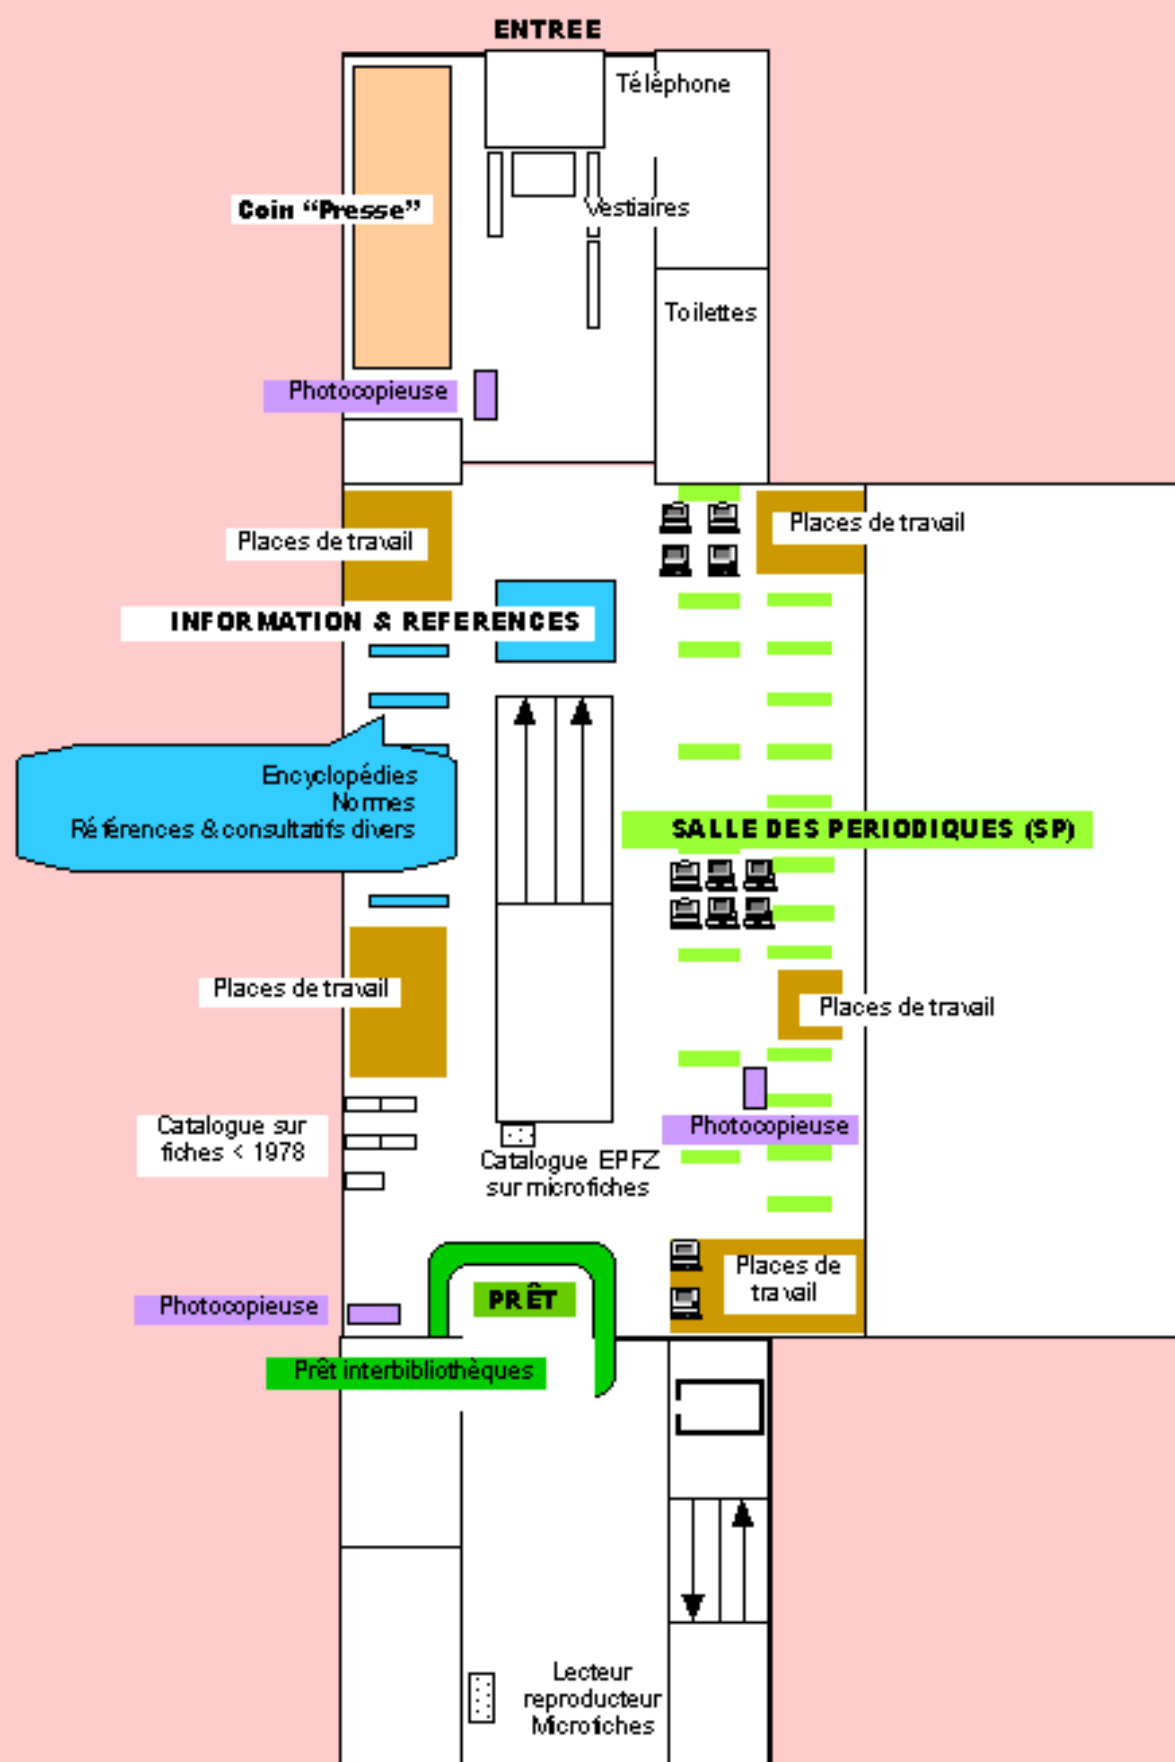 ENTREE
Téléphone
Coin “Presse”
Vestiaires
Toilettes
Photocopieuse
Places de travail
Places de travail
INFORMATION & REFERENCES
Encyclopédies
Normes
Références & consultatifs divers
SALLE DES PERIODIQUES (SP)
Places de travail
Places de travail
Catalogue sur
fiches < 1978
Photocopieuse
Catalogue EPFZ
sur microfiches
Places de
travail
PRÊT
Photocopieuse
Prêt interbibliothèques
Lecteur
reproducteur
Microfiches